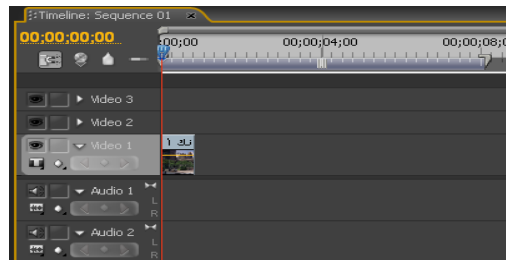 Timeline: Sequence 01 ×
00;00;00;00
;00;00 00;00;04;00 00;00;08;0
Video 3
Video 2
Video 1
Audio 1
L
R
Audio 2
L
R